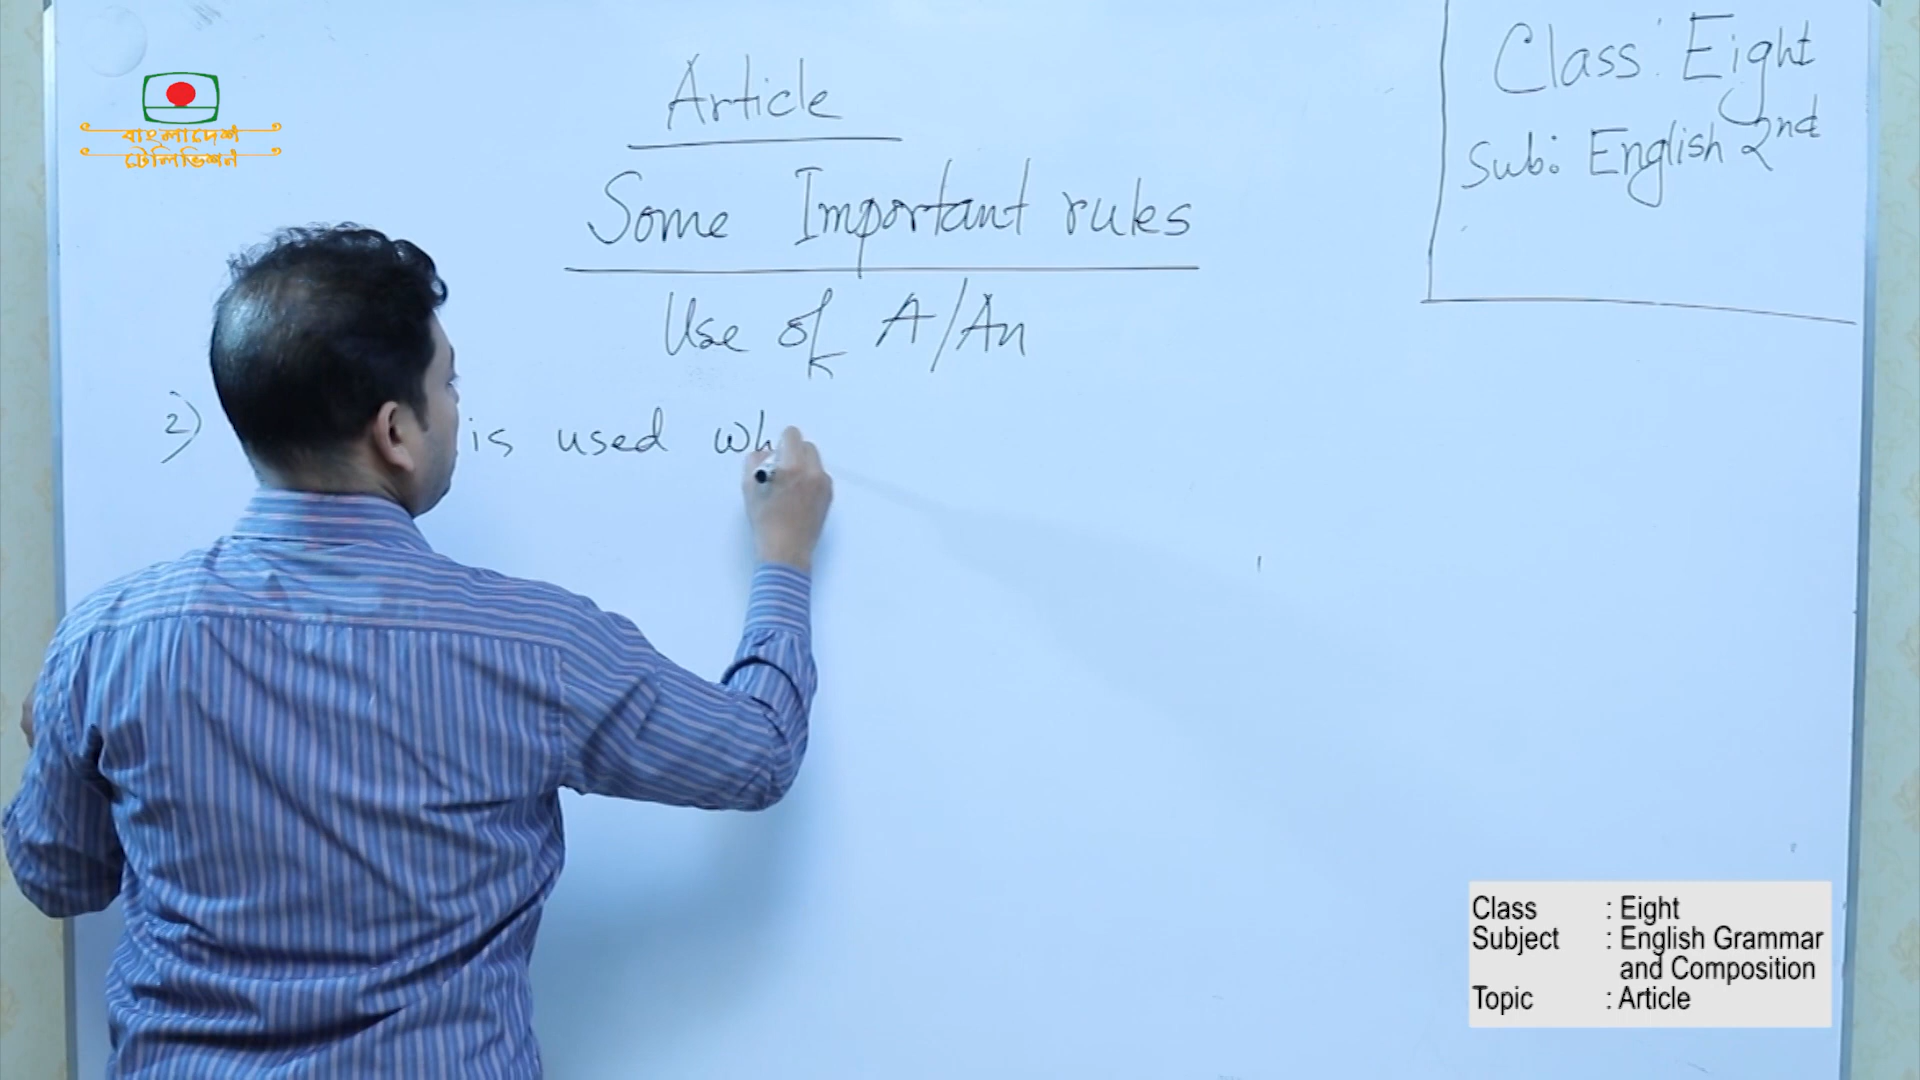 বাংলাদেশ
টেলিভিশন
Article
Some Important rules
Use of A/An
2) is used wh
Class: Eight
Sub: English 2nd
Class : Eight
Subject : English Grammar
and Composition
Topic : Article